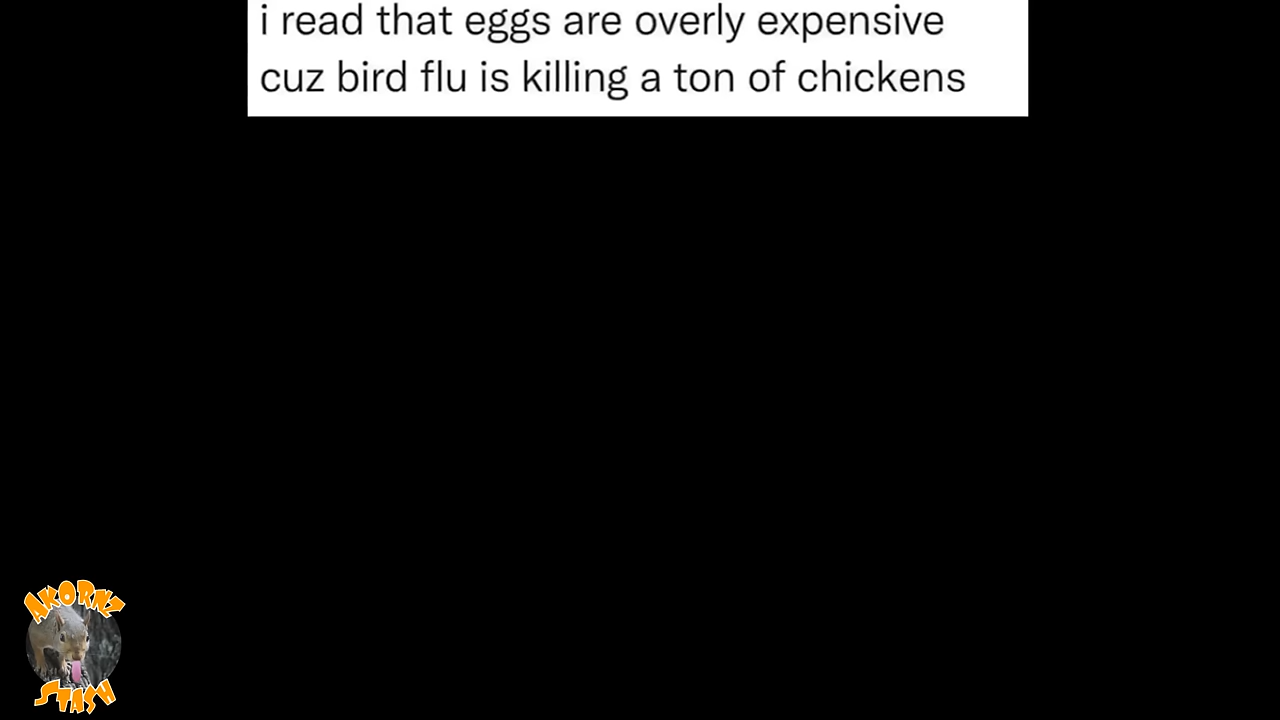 i read that eggs are overly expensive
cuz bird flu is killing a ton of chickens
AKORNZ
STASH